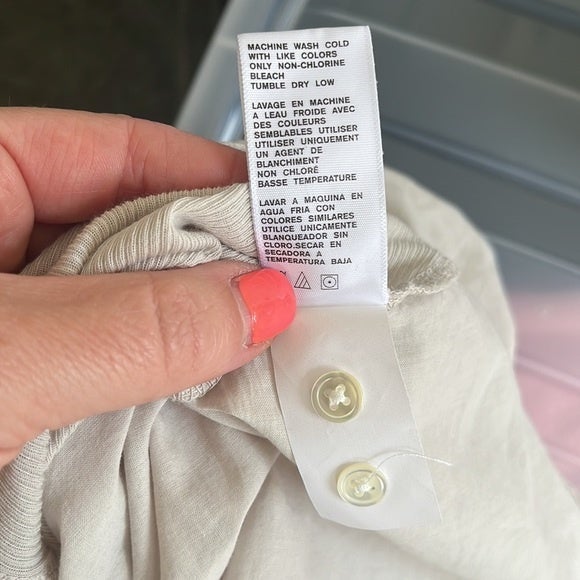 MACHINE WASH COLD
WITH LIKE COLORS
ONLY NON-CHLORINE
BLEACH
TUMBLE DRY LOW
LAVAGE EN MACHINE
A LEAU FROIDE AVEC
DES COULEURS
SEMBLABLES UTILISER
UTILISER UNIQUEMENT
UN AGENT DE
BLANCHIMENT
NON CHLORÉ
BASSE TEMPERATURE
LAVAR A MAQUINA EN
AGUA FRIA CON
COLORES SIMILARES
UTILICE UNICAMENTE
BLANQUEADOR SIN
CLORO.SECAR EN
SECADORA A
TEMPERATURA BAJA